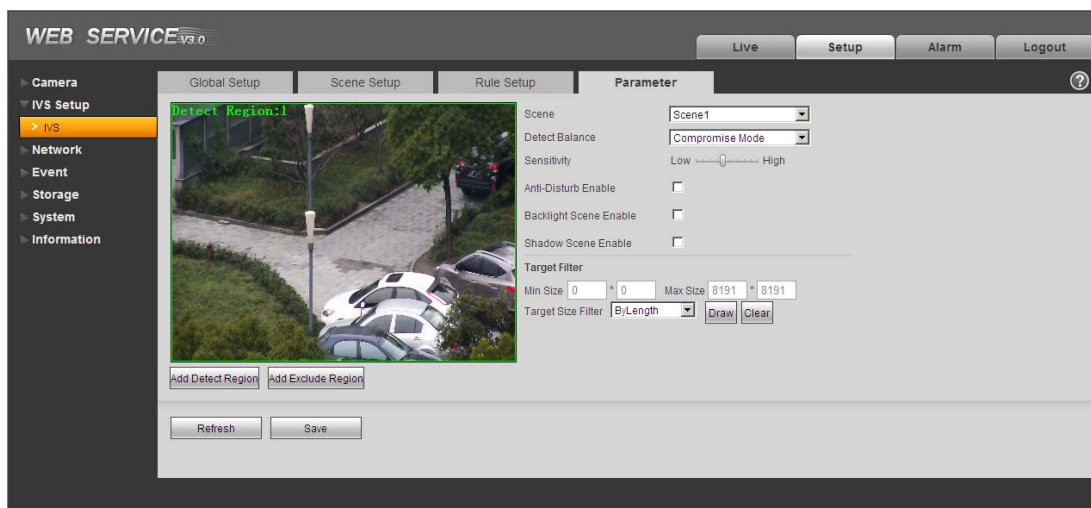 WEB SERVICE V3.0
Live Setup Alarm Logout
Camera
IVS Setup
> IVS
Network
Event
Storage
System
Information
Global Setup Scene Setup Rule Setup Parameter ?
Detect Region:1
Scene Scene1
Detect Balance Compromise Mode
Sensitivity Low High
Anti-Disturb Enable
Backlight Scene Enable
Shadow Scene Enable
Target Filter
Min Size 0 * 0 Max Size 8191 * 8191
Target Size Filter ByLength Draw Clear
Add Detect Region Add Exclude Region
Refresh Save